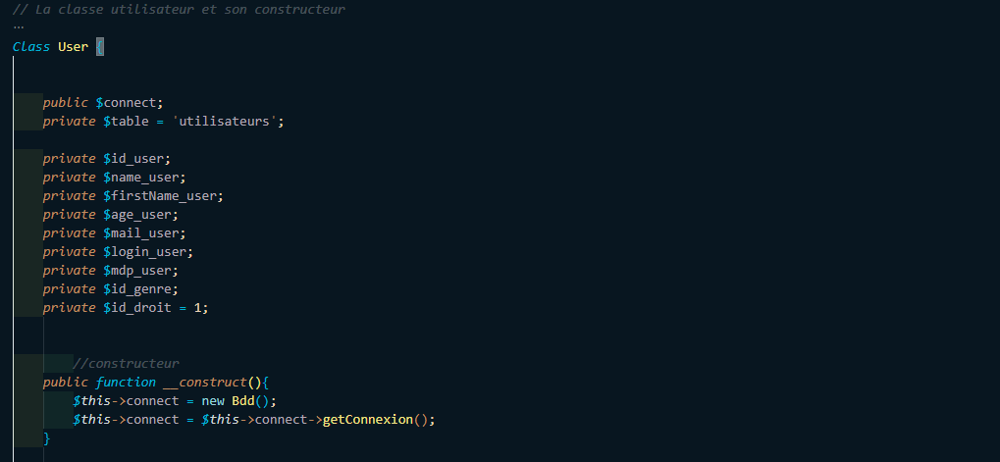 // La classe utilisateur et son constructeur
...
Class User {
public $connect;
private $table = 'utilisateurs';
private $id_user;
private $name_user;
private $firstName_user;
private $age_user;
private $mail_user;
private $login_user;
private $mdp_user;
private $id_genre;
private $id_droit = 1;
//constructeur
public function __construct(){
$this->connect = new Bdd();
$this->connect = $this->connect->getConnexion();
}